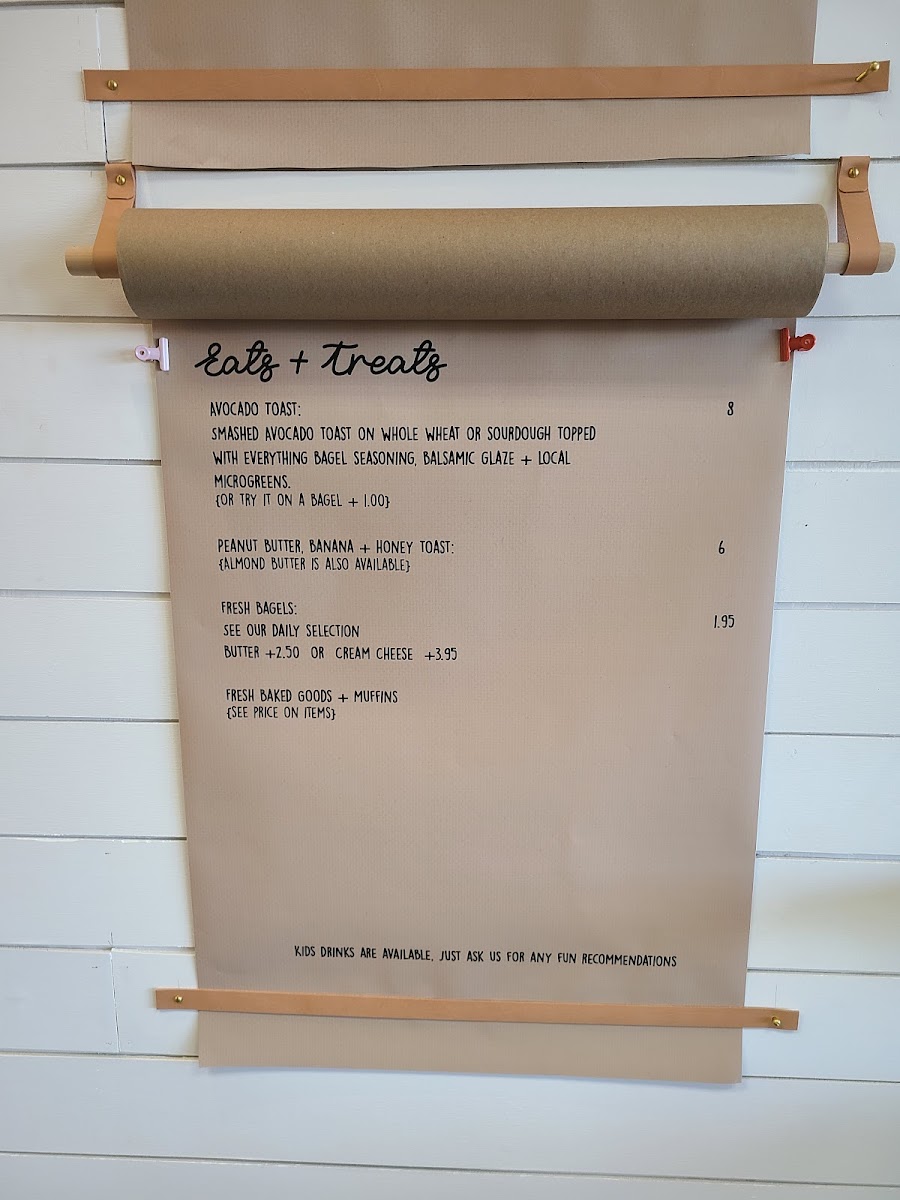 Eats + Treats
AVOCADO TOAST: 8
SMASHED AVOCADO TOAST ON WHOLE WHEAT OR SOURDOUGH TOPPED
WITH EVERYTHING BAGEL SEASONING, BALSAMIC GLAZE + LOCAL
MICROGREENS.
{OR TRY IT ON A BAGEL + 1.00}
PEANUT BUTTER, BANANA + HONEY TOAST: 6
{ALMOND BUTTER IS ALSO AVAILABLE}
FRESH BAGELS: 1.95
SEE OUR DAILY SELECTION
BUTTER +2.50 OR CREAM CHEESE +3.95
FRESH BAKED GOODS + MUFFINS
{SEE PRICE ON ITEMS}
KIDS DRINKS ARE AVAILABLE, JUST ASK US FOR ANY FUN RECOMMENDATIONS